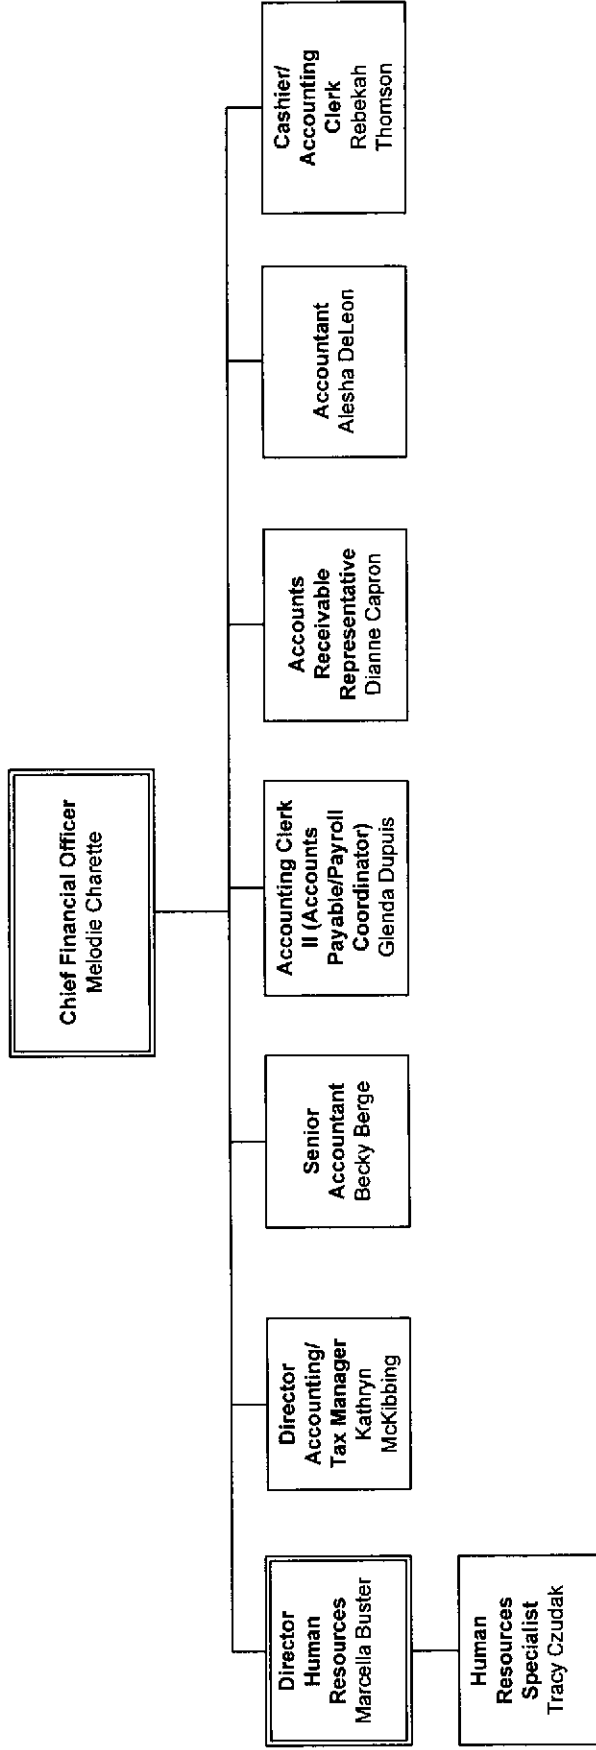 Chief Financial Officer
Melodie Charette
Director
Human
Resources
Marcella Buster
Director
Accounting/
Tax Manager
Kathryn
McKibbing
Senior
Accountant
Becky Berge
Accounting Clerk
II (Accounts
Payable/Payroll
Coordinator)
Glenda Dupuis
Accounts
Receivable
Representative
Dianne Capron
Accountant
Alesha DeLeon
Cashier/
Accounting
Clerk
Rebekah
Thomson
Human
Resources
Specialist
Tracy Czudak